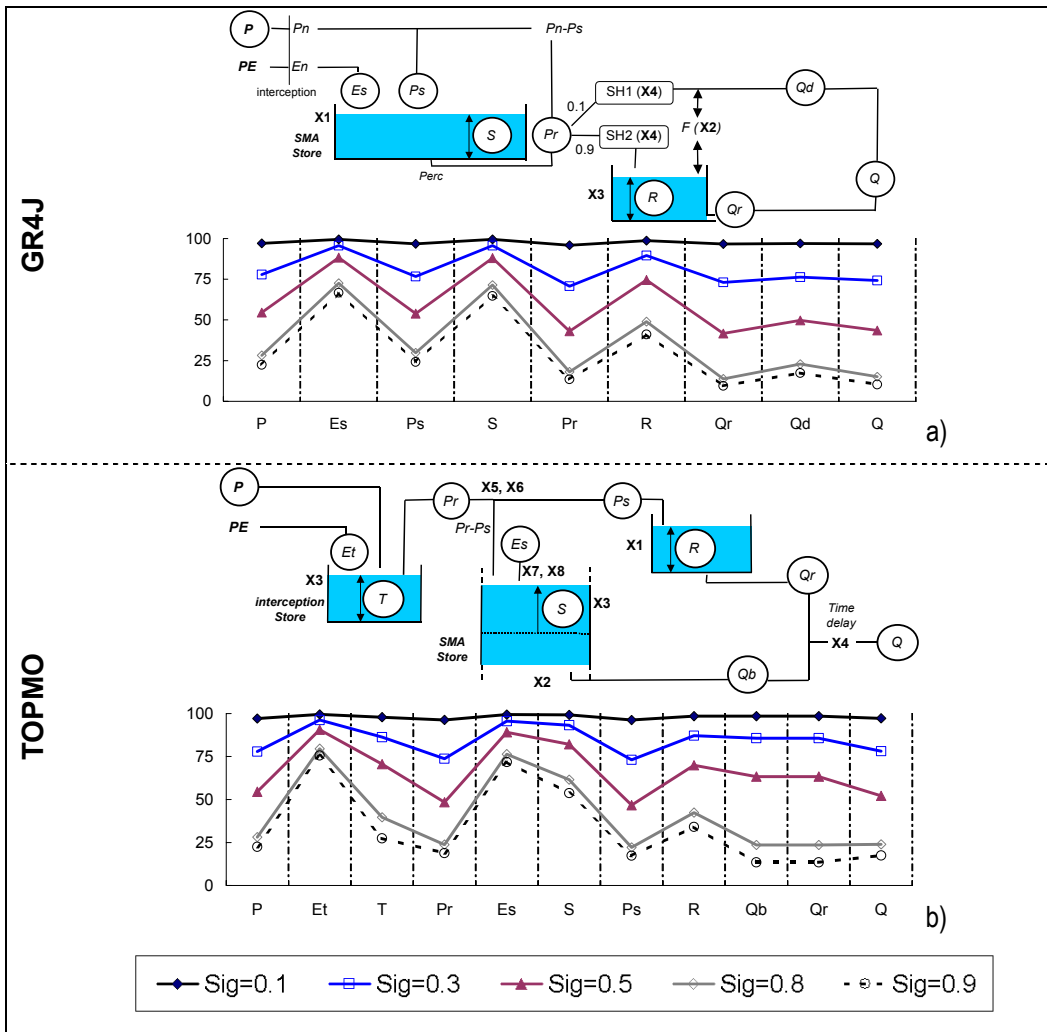 GR4J
P Pn Pn-Ps
PE En
interception
Es Ps
X1
SMA
Store
S
Perc
Pr
0.1
0.9
SH1 (X4)
SH2 (X4)
F (X2)
Qd
Q
X3
R
Qr
100
75
50
25
0
P Es Ps S Pr R Qr Qd Q
a)
TOPMO
P
PE
Et
X3
interception
Store
T
Pr
X5, X6
Pr-Ps
Es
X7, X8
S
X3
SMA
Store
X2
Ps
X1
R
Qr
Time
delay
X4
Q
Qb
100
75
50
25
0
P Et T Pr Es S Ps R Qb Qr Q
b)
Sig=0.1 Sig=0.3 Sig=0.5 Sig=0.8 Sig=0.9